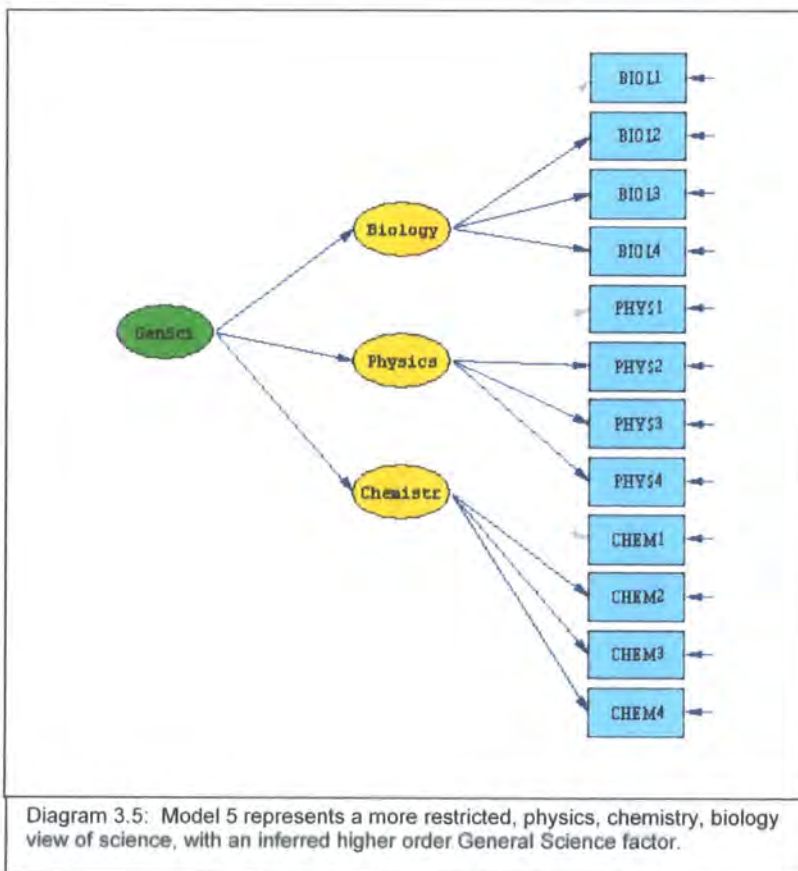 BIOL1
BIOL2
BIOL3
Biology
BIOL4
PHYS1
GenSci
Physics
PHYS2
PHYS3
PHYS4
Chemistr
CHEM1
CHEM2
CHEM3
CHEM4
Diagram 3.5: Model 5 represents a more restricted, physics, chemistry, biology
view of science, with an inferred higher order General Science factor.